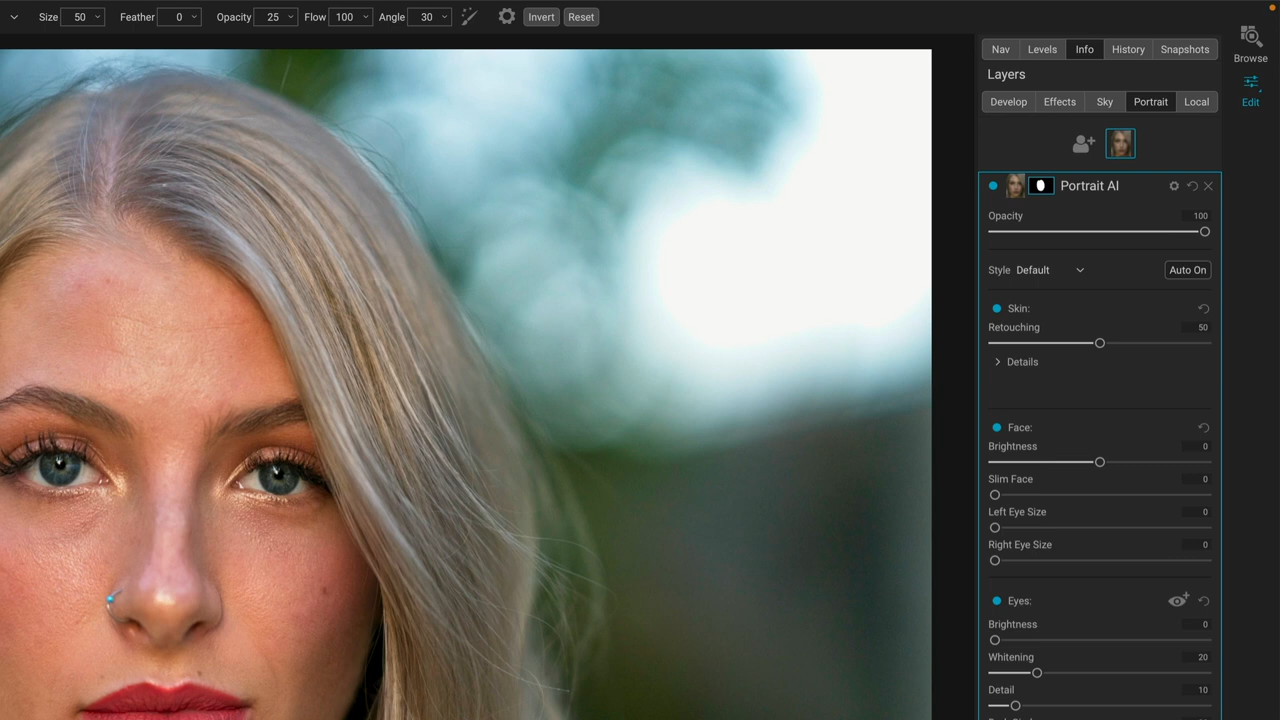 Size 50 Feather 0 Opacity 25 Flow 100 Angle 30 Invert Reset
Nav Levels Info History Snapshots
Browse
Layers
Edit
Develop Effects Sky Portrait Local
Portrait AI
Opacity 100
Style Default Auto On
Skin:
Retouching 50
Details
Face:
Brightness 0
Slim Face 0
Left Eye Size 0
Right Eye Size 0
Eyes:
Brightness 0
Whitening 20
Detail 10